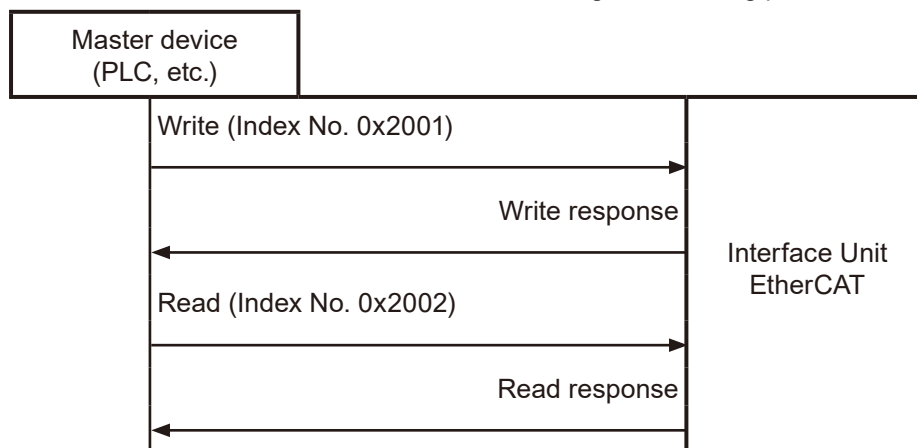 Master device
(PLC, etc.)
Write (Index No. 0x2001)
Write response
Interface Unit
EtherCAT
Read (Index No. 0x2002)
Read response